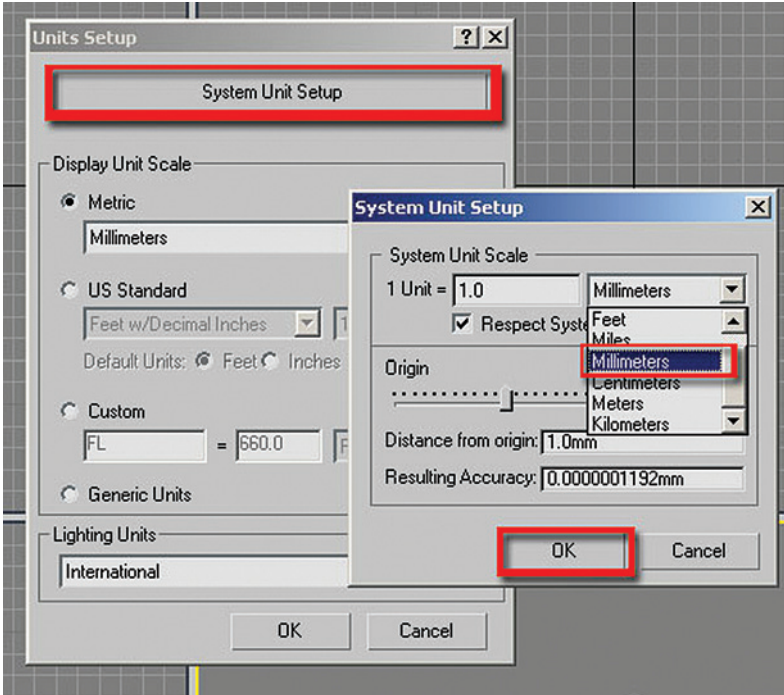 Units Setup
System Unit Setup
Display Unit Scale
Metric
Millimeters
US Standard
Feet w/Decimal Inches
Default Units: Feet Inches
Custom
FL = 660.0
Generic Units
Lighting Units
International
OK Cancel
System Unit Setup
System Unit Scale
1 Unit = 1.0 Millimeters
Respect
Feet
Miles
Millimeters
Centimeters
Meters
Kilometers
Origin
Distance from origin: 1.0mm
Resulting Accuracy: 0.0000001192mm
OK Cancel